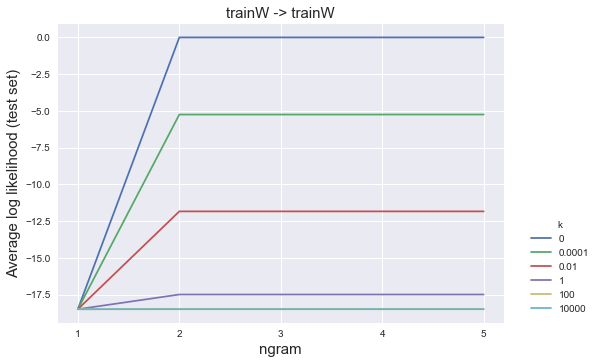 trainW -> trainW
Average log likelihood (test set)
0.0
−2.5
−5.0
−7.5
−10.0
−12.5
−15.0
−17.5
1 2 3 4 5
ngram
k
0
0.0001
0.01
1
100
10000